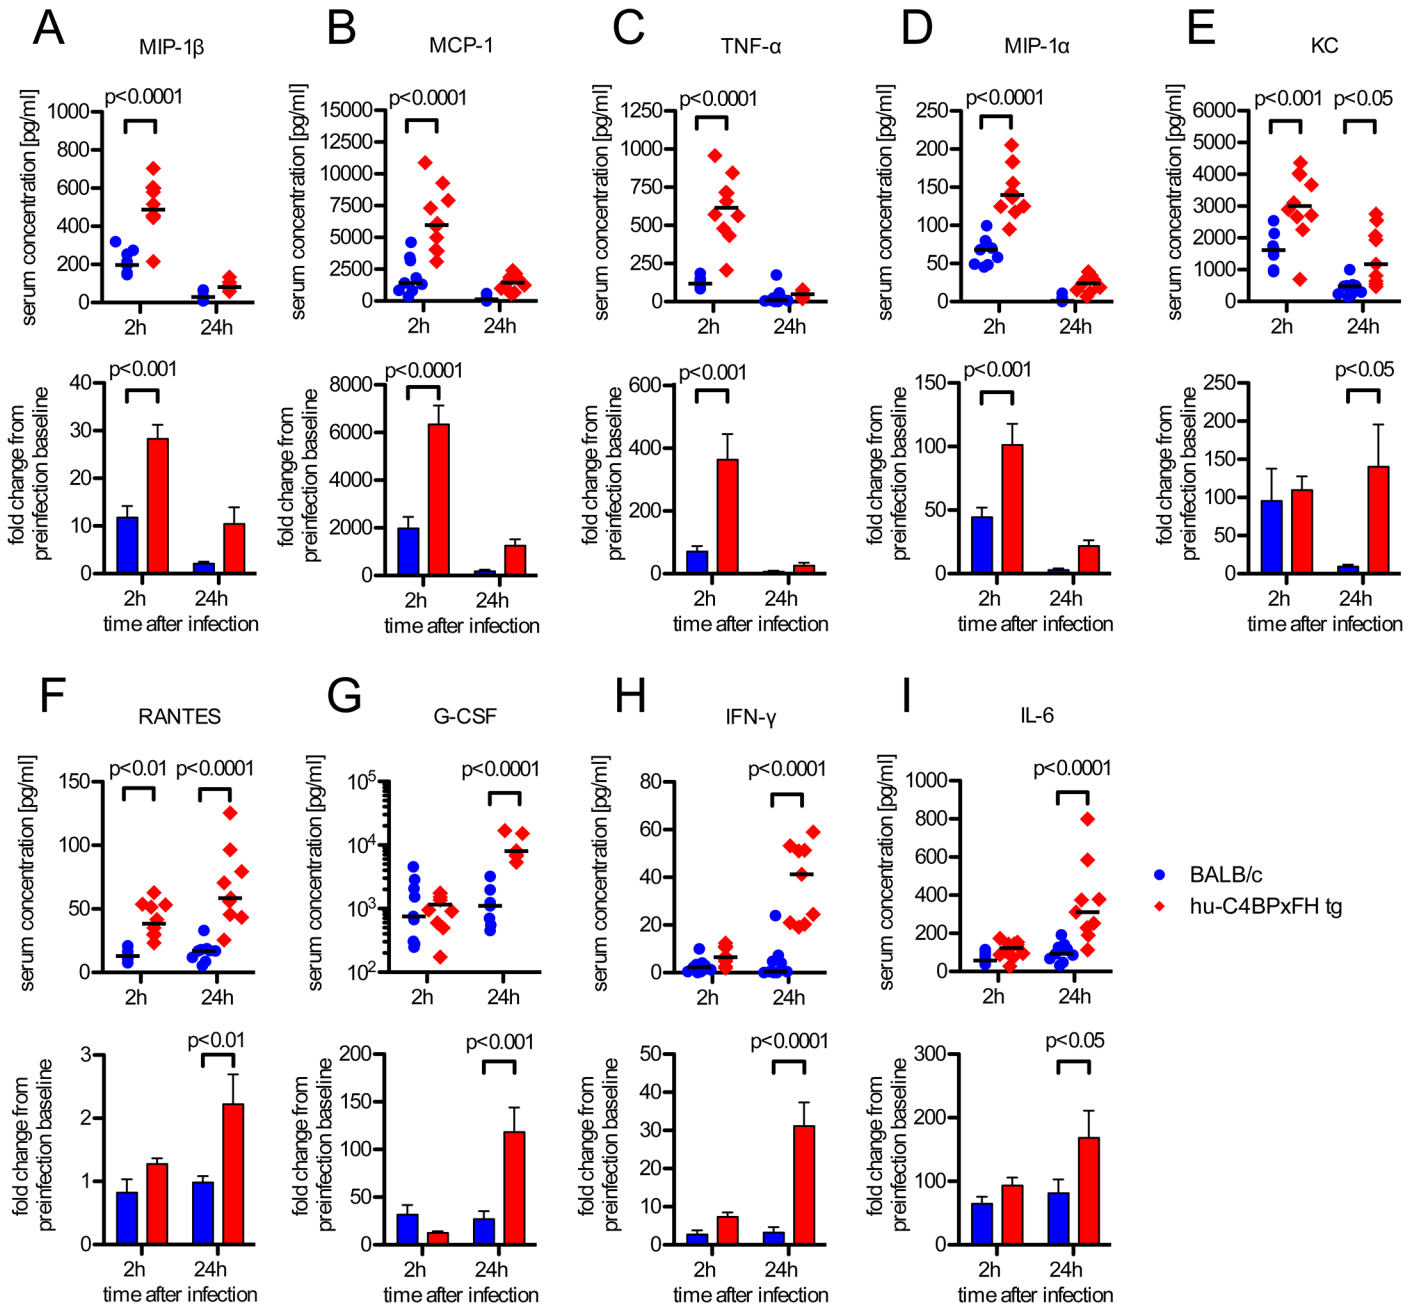 A
MIP-1β
serum concentration [pg/ml]
1000
800
600
400
200
0
p<0.0001
2h
24h
fold change from
preinfection baseline
40
30
20
10
0
p<0.001
2h
24h
time after infection
B
MCP-1
serum concentration [pg/ml]
15000
12500
10000
7500
5000
2500
0
p<0.0001
2h
24h
fold change from
preinfection baseline
8000
6000
4000
2000
0
p<0.0001
2h
24h
time after infection
C
TNF-α
serum concentration [pg/ml]
1250
1000
750
500
250
0
p<0.0001
2h
24h
fold change from
preinfection baseline
600
400
200
0
p<0.001
2h
24h
time after infection
D
MIP-1α
serum concentration [pg/ml]
250
200
150
100
50
0
p<0.0001
2h
24h
fold change from
preinfection baseline
150
100
50
0
p<0.001
2h
24h
time after infection
E
KC
serum concentration [pg/ml]
6000
5000
4000
3000
2000
1000
0
p<0.001
p<0.05
2h
24h
fold change from
preinfection baseline
250
200
150
100
50
0
p<0.05
2h
24h
time after infection
F
RANTES
serum concentration [pg/ml]
150
100
50
0
p<0.01
p<0.0001
2h
24h
fold change from
preinfection baseline
3
2
1
0
p<0.01
2h
24h
time after infection
G
G-CSF
serum concentration [pg/ml]
10⁵
10⁴
10³
10²
p<0.0001
2h
24h
fold change from
preinfection baseline
200
150
100
50
0
p<0.001
2h
24h
time after infection
H
IFN-γ
serum concentration [pg/ml]
80
60
40
20
0
p<0.0001
2h
24h
fold change from
preinfection baseline
50
40
30
20
10
0
p<0.0001
2h
24h
time after infection
I
IL-6
serum concentration [pg/ml]
1000
800
600
400
200
0
p<0.0001
2h
24h
fold change from
preinfection baseline
300
200
100
0
p<0.05
2h
24h
time after infection
BALB/c
hu-C4BPxFH tg